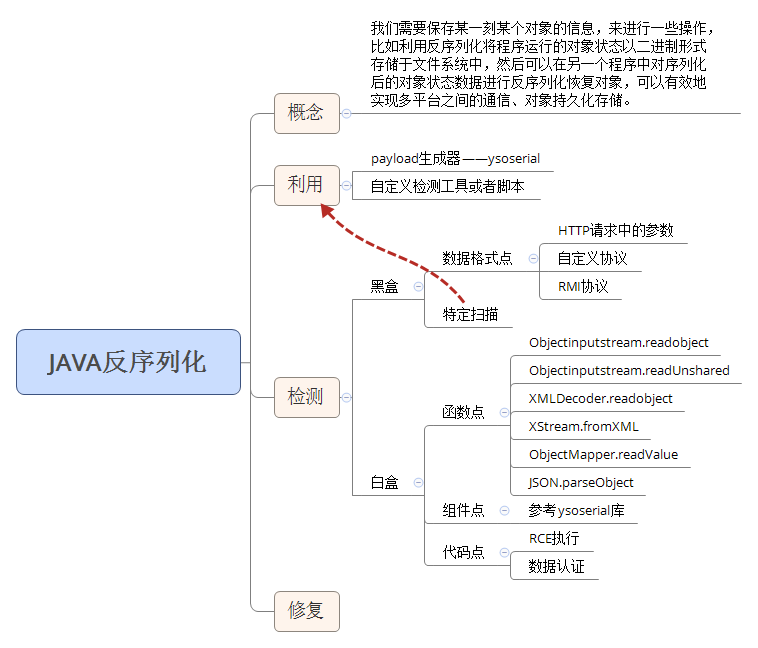 我们需要保存某一刻某个对象的信息，来进行一些操作，
比如利用反序列化将程序运行的对象状态以二进制形式
存储于文件系统中，然后可以在另一个程序中对序列化
后的对象状态数据进行反序列化恢复对象，可以有效地
实现多平台之间的通信、对象持久化存储。
概念
payload生成器——ysoserial
利用
自定义检测工具或者脚本
HTTP请求中的参数
数据格式点
自定义协议
黑盒
RMI协议
特定扫描
Objectinputstream.readobject
JAVA反序列化
Objectinputstream.readUnshared
检测
XMLDecoder.readobject
函数点
XStream.fromXML
ObjectMapper.readValue
白盒
JSON.parseObject
组件点
参考ysoserial库
RCE执行
代码点
数据认证
修复